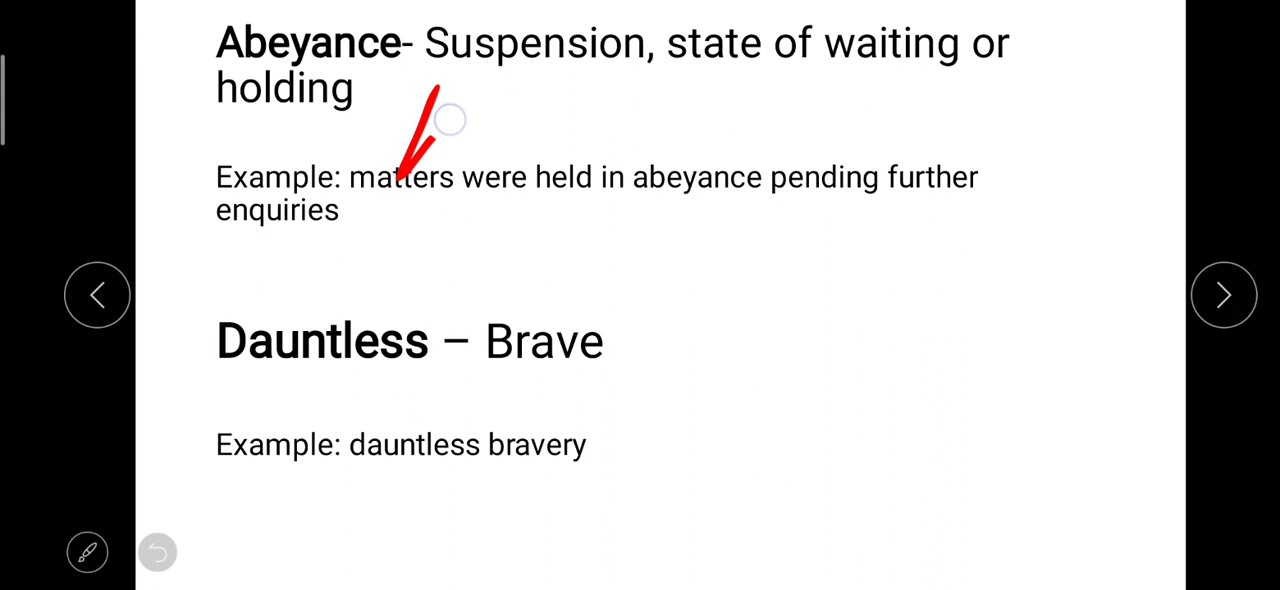 Abeyance- Suspension, state of waiting or
holding
Example: matters were held in abeyance pending further
enquiries
Dauntless – Brave
Example: dauntless bravery